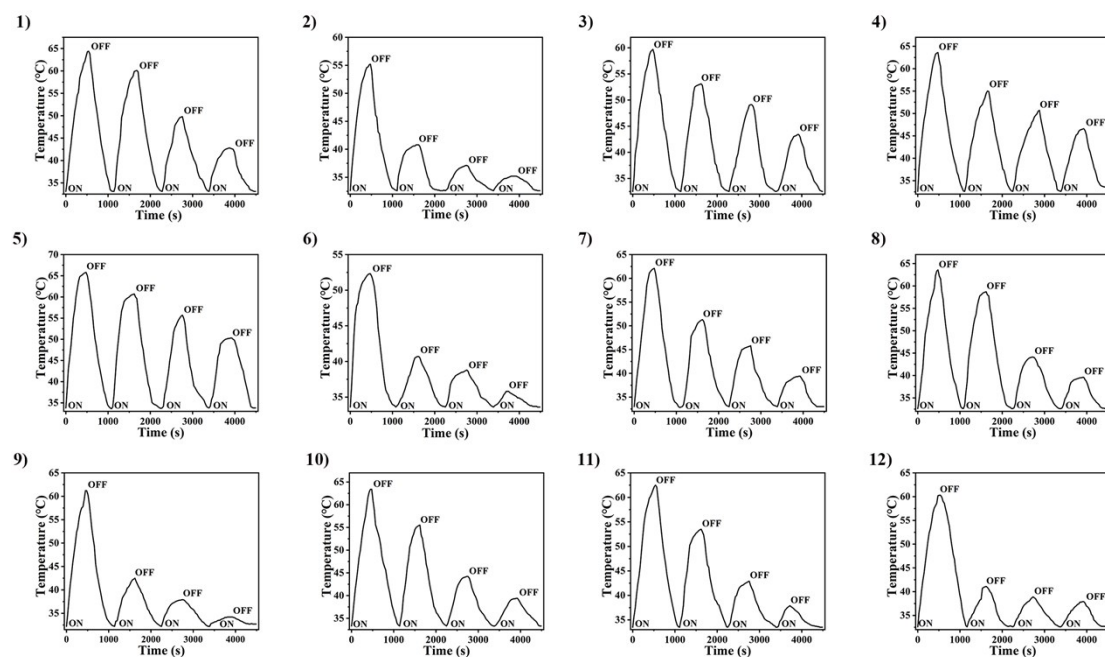 1)
Temperature (℃)
65
60
55
50
45
40
35
OFF
OFF
OFF
OFF
ON ON ON ON
0 1000 2000 3000 4000
Time (s)
2)
Temperature (℃)
60
55
50
45
40
35
OFF
OFF
OFF
OFF
ON ON ON ON
0 1000 2000 3000 4000
Time (s)
3)
Temperature (℃)
60
55
50
45
40
35
OFF
OFF
OFF
OFF
ON ON ON ON
0 1000 2000 3000 4000
Time (s)
4)
Temperature (℃)
65
60
55
50
45
40
35
OFF
OFF
OFF
OFF
ON ON ON ON
0 1000 2000 3000 4000
Time (s)
5)
Temperature (℃)
70
65
60
55
50
45
40
35
OFF
OFF
OFF
OFF
ON ON ON ON
0 1000 2000 3000 4000
Time (s)
6)
Temperature (℃)
55
50
45
40
35
OFF
OFF
OFF
OFF
ON ON ON ON
0 1000 2000 3000 4000
Time (s)
7)
Temperature (℃)
65
60
55
50
45
40
35
OFF
OFF
OFF
OFF
ON ON ON ON
0 1000 2000 3000 4000
Time (s)
8)
Temperature (℃)
65
60
55
50
45
40
35
OFF
OFF
OFF
OFF
ON ON ON ON
0 1000 2000 3000 4000
Time (s)
9)
Temperature (℃)
65
60
55
50
45
40
35
OFF
OFF
OFF
OFF
ON ON ON ON
0 1000 2000 3000 4000
Time (s)
10)
Temperature (℃)
65
60
55
50
45
40
35
OFF
OFF
OFF
OFF
ON ON ON ON
0 1000 2000 3000 4000
Time (s)
11)
Temperature (℃)
65
60
55
50
45
40
35
OFF
OFF
OFF
OFF
ON ON ON ON
0 1000 2000 3000 4000
Time (s)
12)
Temperature (℃)
65
60
55
50
45
40
35
OFF
OFF
OFF
OFF
ON ON ON ON
0 1000 2000 3000 4000
Time (s)